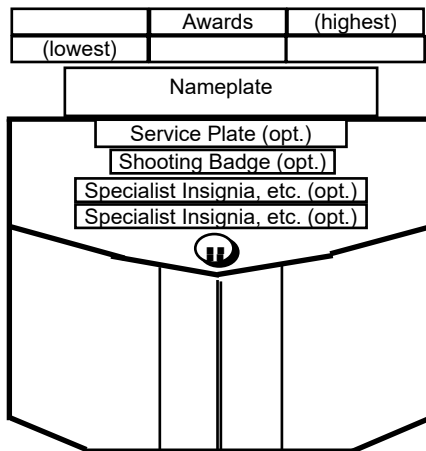 Awards (highest)
(lowest)
Nameplate
Service Plate (opt.)
Shooting Badge (opt.)
Specialist Insignia, etc. (opt.)
Specialist Insignia, etc. (opt.)